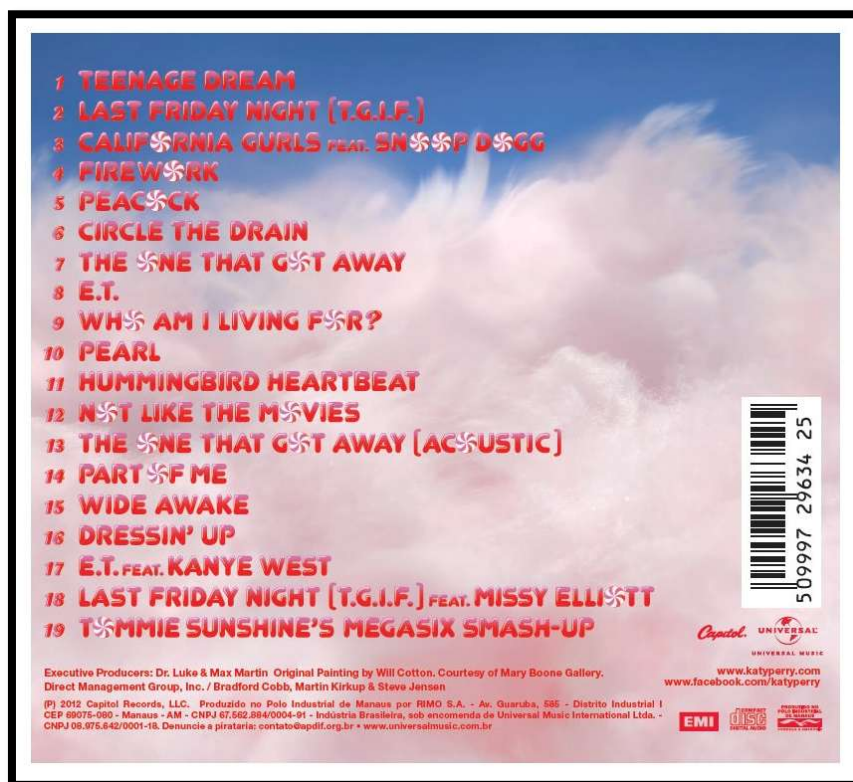 1 TEENAGE DREAM
2 LAST FRIDAY NIGHT (T.G.I.F.)
3 CALIFORNIA GURLS FEAT. SNOOP DOGG
4 FIREWORK
5 PEACOCK
6 CIRCLE THE DRAIN
7 THE ONE THAT GOT AWAY
8 E.T.
9 WHO AM I LIVING FOR?
10 PEARL
11 HUMMINGBIRD HEARTBEAT
12 NOT LIKE THE MOVIES
13 THE ONE THAT GOT AWAY (ACOUSTIC)
14 PART OF ME
15 WIDE AWAKE
16 DRESSIN' UP
17 E.T. FEAT. KANYE WEST
18 LAST FRIDAY NIGHT (T.G.I.F.) FEAT. MISSY ELLIOTT
19 TOMMIE SUNSHINE'S MEGASIX SMASH-UP
5 09997 29634 25
Capitol. UNIVERSAL
UNIVERSAL MUSIC
www.katyperry.com
www.facebook.com/katyperry
Executive Producers: Dr. Luke & Max Martin Original Painting by Will Cotton. Courtesy of Mary Boone Gallery.
Direct Management Group, Inc. / Bradford Cobb, Martin Kirkup & Steve Jensen
(P) 2012 Capitol Records, LLC. Produzido no Polo Industrial de Manaus por RIMO S.A. - Av. Guaruba, 585 - Distrito Industrial I
CEP 69075-080 - Manaus - AM - CNPJ 67.562.884/0004-91 - Indústria Brasileira, sob encomenda de Universal Music International Ltda. -
CNPJ 08.975.642/0001-18. Denuncie a pirataria: contato@apdif.org.br • www.universalmusic.com.br
EMI COMPACT disc DIGITAL AUDIO PRODUZIDO NO POLO INDUSTRIAL DE MANAUS